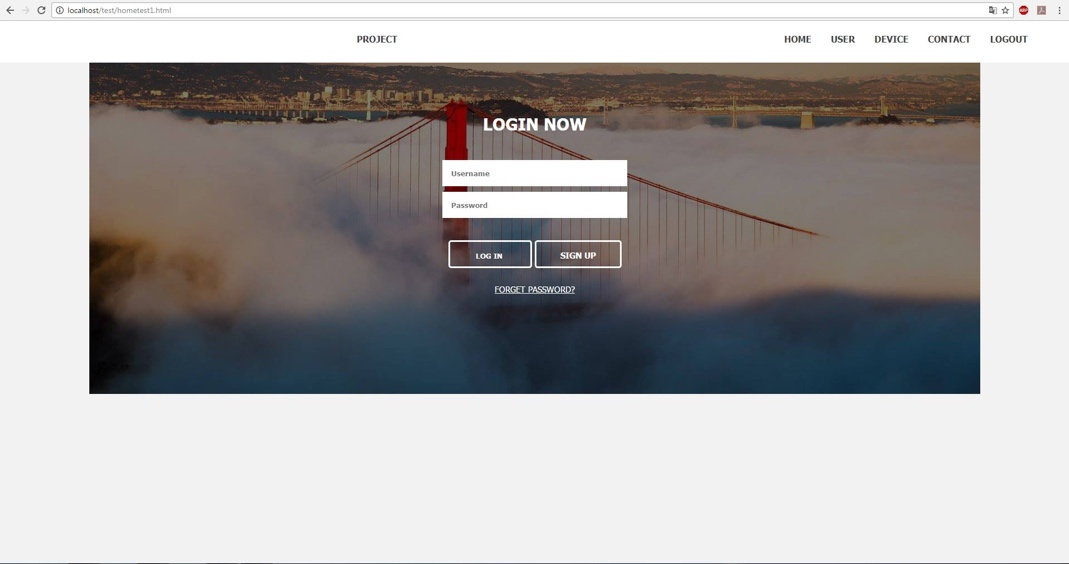 localhost/test/hometest1.html
ABP
PROJECT HOME USER DEVICE CONTACT LOGOUT
LOGIN NOW
Username
Password
LOG IN SIGN UP
FORGET PASSWORD?